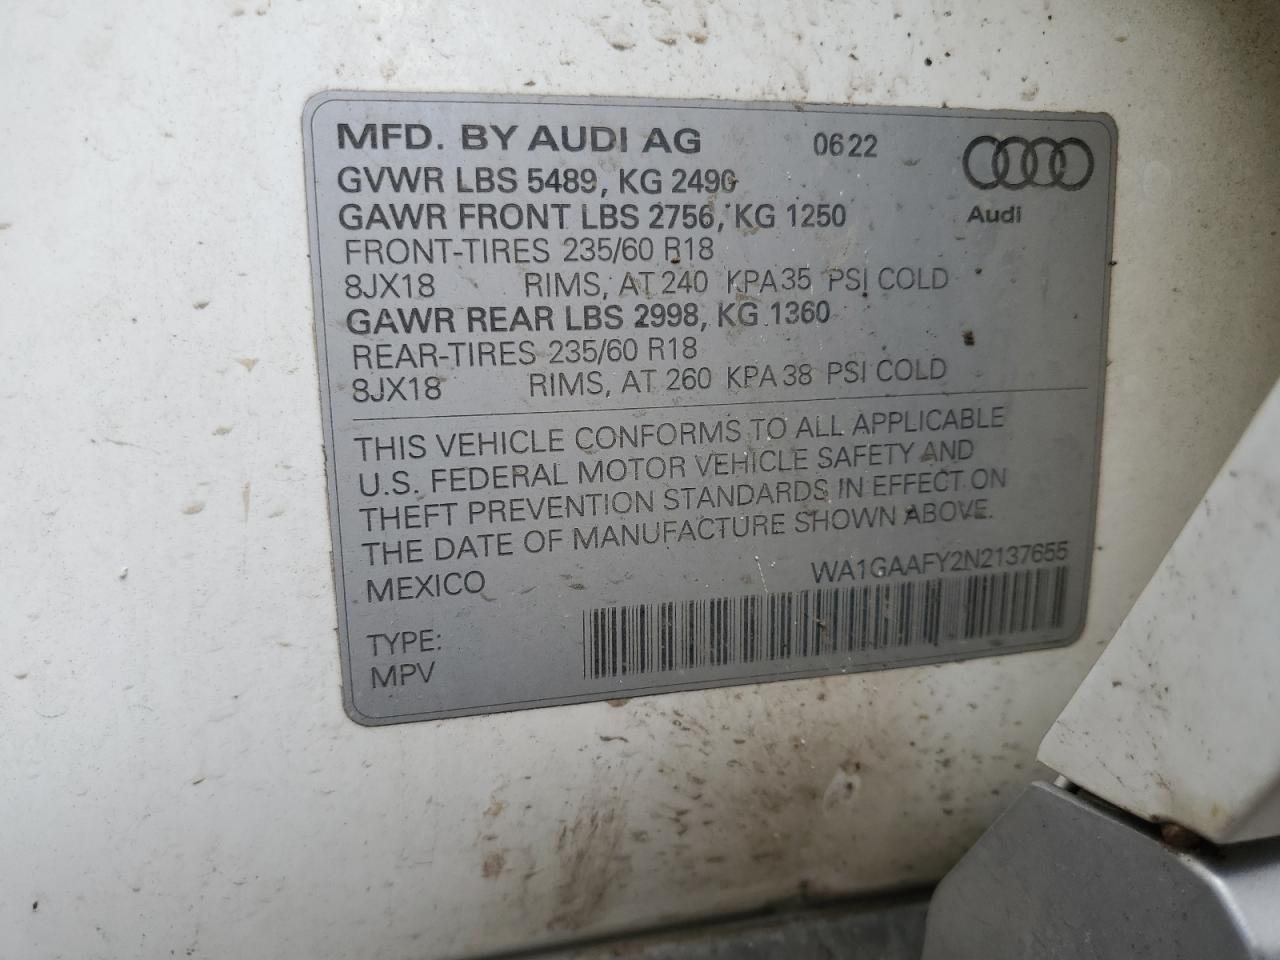 MFD. BY AUDI AG 0622
GVWR LBS 5489, KG 2490
GAWR FRONT LBS 2756, KG 1250
Audi
FRONT-TIRES 235/60 R18
8JX18 RIMS, AT 240 KPA 35 PSI COLD
GAWR REAR LBS 2998, KG 1360
REAR-TIRES 235/60 R18
8JX18 RIMS, AT 260 KPA 38 PSI COLD
THIS VEHICLE CONFORMS TO ALL APPLICABLE
U.S. FEDERAL MOTOR VEHICLE SAFETY AND
THEFT PREVENTION STANDARDS IN EFFECT ON
THE DATE OF MANUFACTURE SHOWN ABOVE.
MEXICO WA1GAAFY2N2137655
TYPE:
MPV